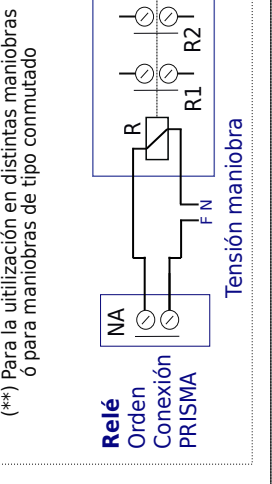 (**) Para la uitilización en distintas maniobras
ó para maniobras de tipo conmutado
R2
R1
R
F N
Tensión maniobra
NA
Relé
Orden
Conexión
PRISMA